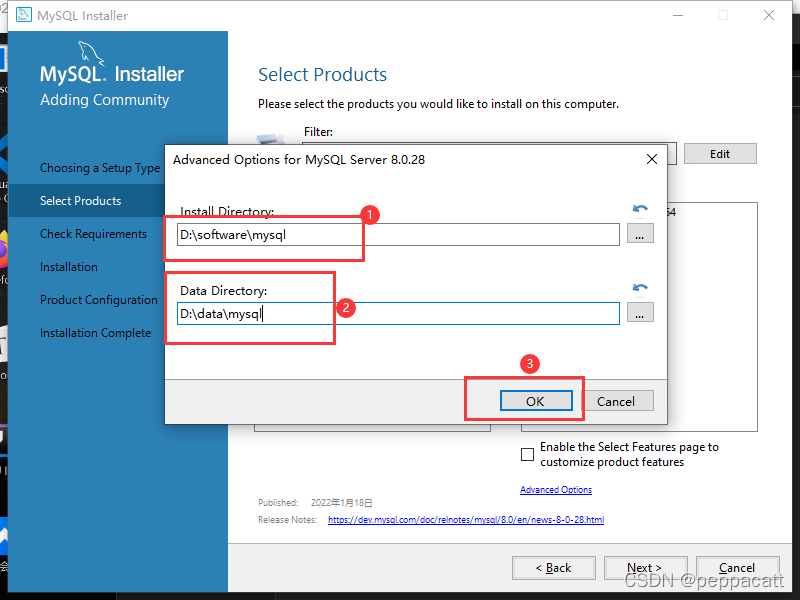 MySQL Installer
MySQL. Installer
Adding Community
Choosing a Setup Type
Select Products
Check Requirements
Installation
Product Configuration
Installation Complete
Select Products
Please select the products you would like to install on this computer.
Filter:
Edit
Advanced Options for MySQL Server 8.0.28
Install Directory:
1
D:\software\mysql
...
Data Directory:
2
D:\data\mysql
...
3
OK
Cancel
64
Enable the Select Features page to
customize product features
Advanced Options
Published: 2022年1月18日
Release Notes: https://dev.mysql.com/doc/relnotes/mysql/8.0/en/news-8-0-28.html
< Back
Next >
Cancel
CSDN @peppacatt